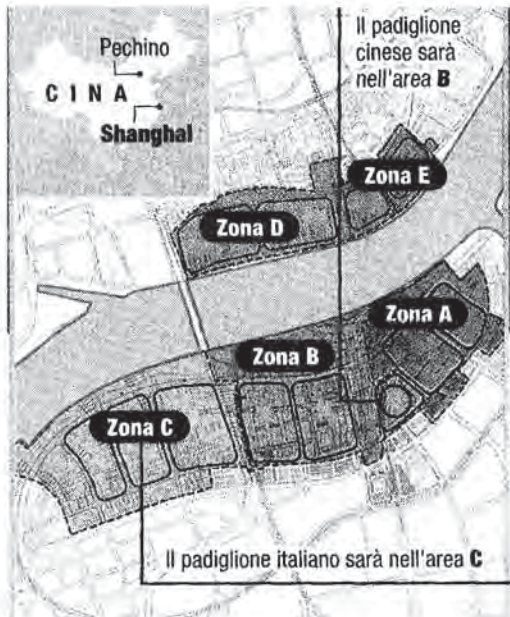 Pechino
CINA
Shanghai
Il padiglione
cinese sarà
nell'area B
Zona E
Zona D
Zona A
Zona B
Zona C
Il padiglione italiano sarà nell'area C